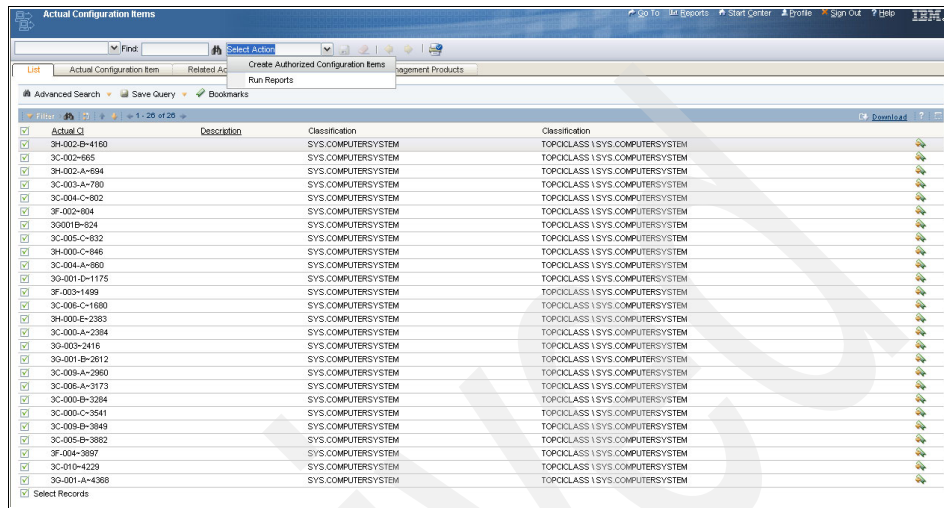 Actual Configuration Items
Go To Reports Start Center Profile Sign Out ? Help IBM.
Find: Select Action
List Actual Configuration Item Related Ac Create Authorized Configuration Items nagement Products
Run Reports
Advanced Search Save Query Bookmarks
Filter 1 - 26 of 26 Download ?
Actual CI Description Classification Classification
3H-002-B~4160 SYS.COMPUTERSYSTEM TOPCICLASS \ SYS.COMPUTERSYSTEM
3C-002~665 SYS.COMPUTERSYSTEM TOPCICLASS \ SYS.COMPUTERSYSTEM
3H-002-A~694 SYS.COMPUTERSYSTEM TOPCICLASS \ SYS.COMPUTERSYSTEM
3C-003-A~780 SYS.COMPUTERSYSTEM TOPCICLASS \ SYS.COMPUTERSYSTEM
3C-004-C~802 SYS.COMPUTERSYSTEM TOPCICLASS \ SYS.COMPUTERSYSTEM
3F-002~804 SYS.COMPUTERSYSTEM TOPCICLASS \ SYS.COMPUTERSYSTEM
3G001B~824 SYS.COMPUTERSYSTEM TOPCICLASS \ SYS.COMPUTERSYSTEM
3C-005-C~832 SYS.COMPUTERSYSTEM TOPCICLASS \ SYS.COMPUTERSYSTEM
3H-000-C~846 SYS.COMPUTERSYSTEM TOPCICLASS \ SYS.COMPUTERSYSTEM
3C-004-A~860 SYS.COMPUTERSYSTEM TOPCICLASS \ SYS.COMPUTERSYSTEM
3G-001-D~1175 SYS.COMPUTERSYSTEM TOPCICLASS \ SYS.COMPUTERSYSTEM
3F-003~1499 SYS.COMPUTERSYSTEM TOPCICLASS \ SYS.COMPUTERSYSTEM
3C-006-C~1680 SYS.COMPUTERSYSTEM TOPCICLASS \ SYS.COMPUTERSYSTEM
3H-000-E~2383 SYS.COMPUTERSYSTEM TOPCICLASS \ SYS.COMPUTERSYSTEM
3C-000-A~2384 SYS.COMPUTERSYSTEM TOPCICLASS \ SYS.COMPUTERSYSTEM
3G-003~2416 SYS.COMPUTERSYSTEM TOPCICLASS \ SYS.COMPUTERSYSTEM
3G-001-B~2612 SYS.COMPUTERSYSTEM TOPCICLASS \ SYS.COMPUTERSYSTEM
3C-009-A~2960 SYS.COMPUTERSYSTEM TOPCICLASS \ SYS.COMPUTERSYSTEM
3C-006-A~3173 SYS.COMPUTERSYSTEM TOPCICLASS \ SYS.COMPUTERSYSTEM
3C-000-B~3284 SYS.COMPUTERSYSTEM TOPCICLASS \ SYS.COMPUTERSYSTEM
3C-000-C~3541 SYS.COMPUTERSYSTEM TOPCICLASS \ SYS.COMPUTERSYSTEM
3C-009-B~3849 SYS.COMPUTERSYSTEM TOPCICLASS \ SYS.COMPUTERSYSTEM
3C-005-B~3882 SYS.COMPUTERSYSTEM TOPCICLASS \ SYS.COMPUTERSYSTEM
3F-004~3897 SYS.COMPUTERSYSTEM TOPCICLASS \ SYS.COMPUTERSYSTEM
3C-010~4229 SYS.COMPUTERSYSTEM TOPCICLASS \ SYS.COMPUTERSYSTEM
3G-001-A~4368 SYS.COMPUTERSYSTEM TOPCICLASS \ SYS.COMPUTERSYSTEM
Select Records